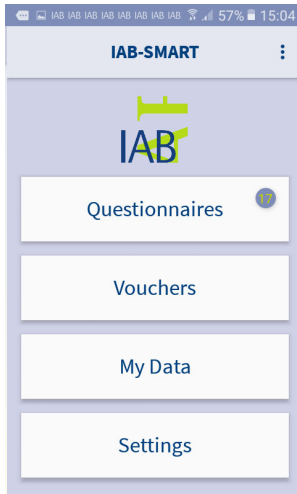 IAB IAB IAB IAB IAB IAB IAB IAB 57% 15:04
IAB-SMART
IAB
Questionnaires 17
Vouchers
My Data
Settings